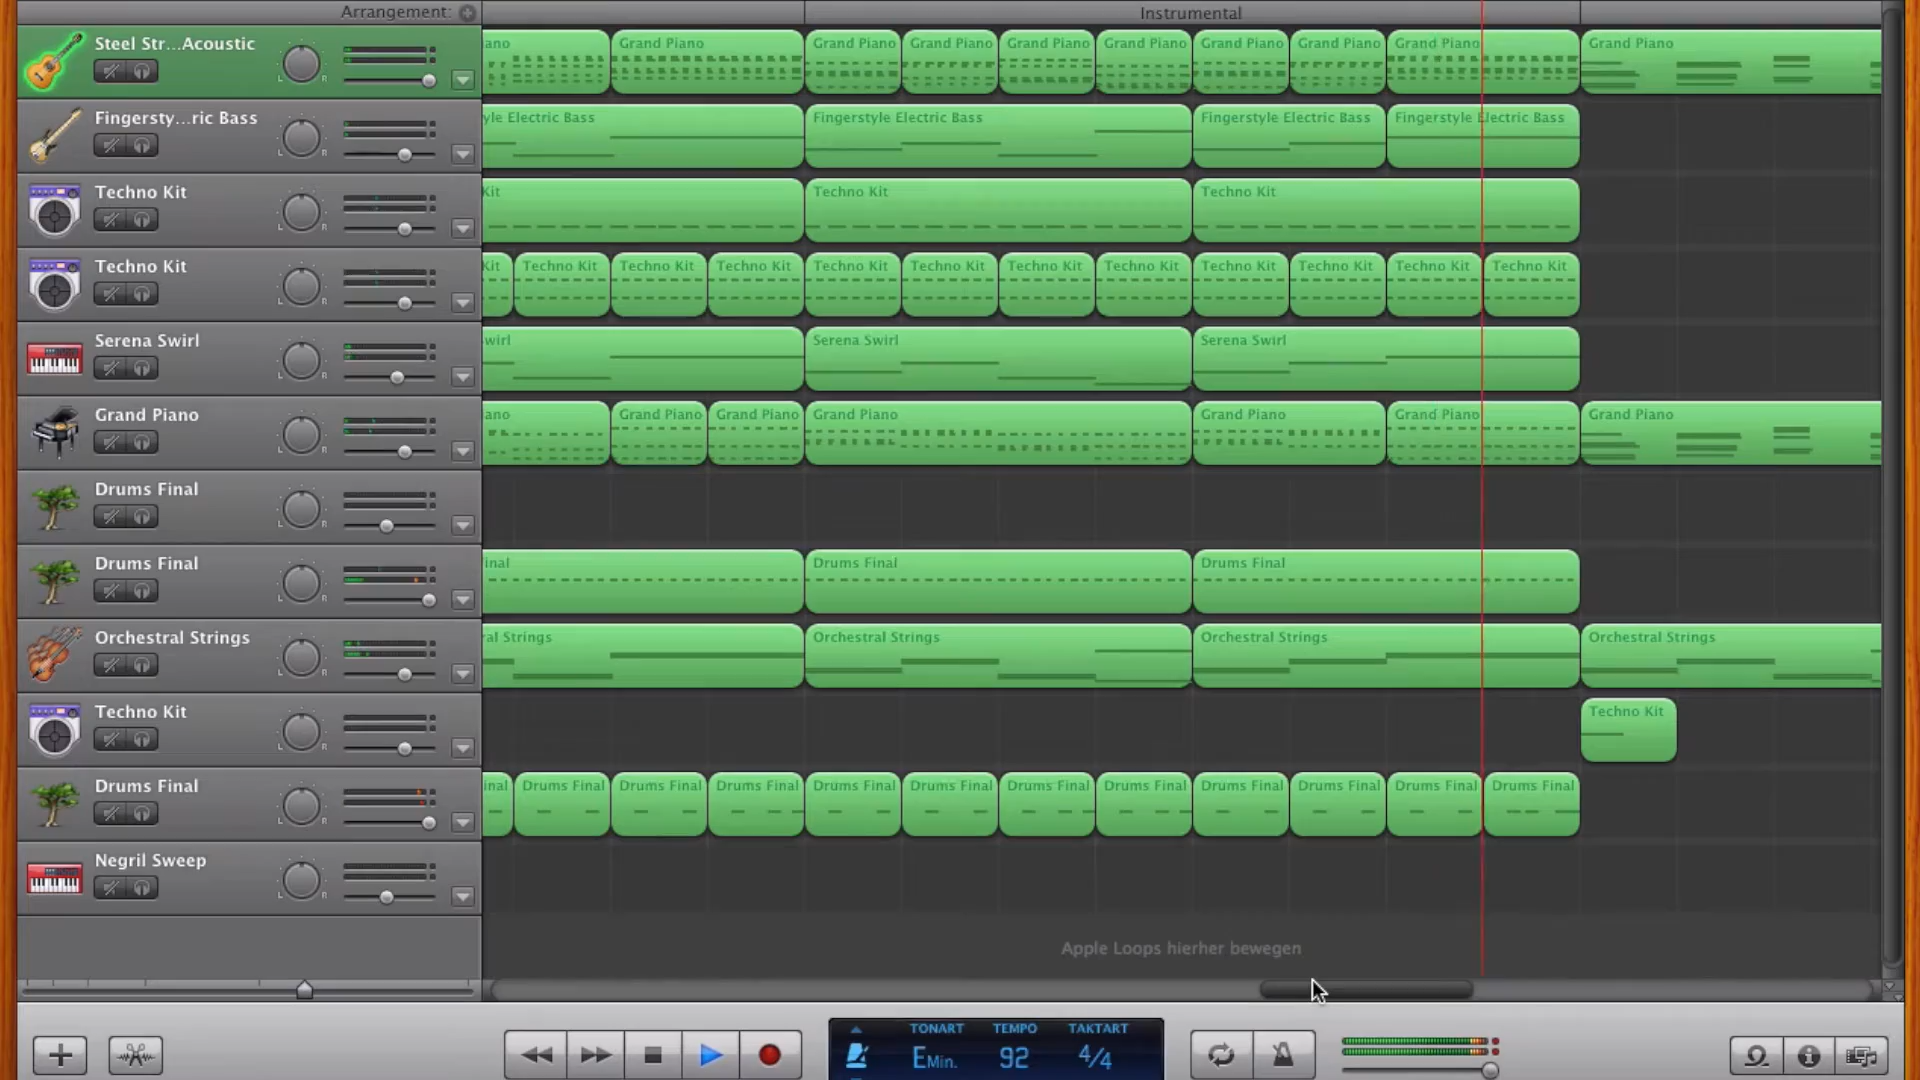 Arrangement:
Instrumental
Steel Str...Acoustic
ano
Grand Piano
Grand Piano
Grand Piano
Grand Piano
Grand Piano
Grand Piano
Grand Piano
Grand Piano
Grand Piano
L R
Fingersty...ric Bass
yle Electric Bass
Fingerstyle Electric Bass
Fingerstyle Electric Bass
Fingerstyle Electric Bass
L R
Techno Kit
Kit
Techno Kit
Techno Kit
L R
Techno Kit
Kit
Techno Kit
Techno Kit
Techno Kit
Techno Kit
Techno Kit
Techno Kit
Techno Kit
Techno Kit
Techno Kit
Techno Kit
Techno Kit
L R
Serena Swirl
wirl
Serena Swirl
Serena Swirl
L R
Grand Piano
ano
Grand Piano
Grand Piano
Grand Piano
Grand Piano
Grand Piano
Grand Piano
L R
Drums Final
L R
Drums Final
inal
Drums Final
Drums Final
L R
Orchestral Strings
ral Strings
Orchestral Strings
Orchestral Strings
Orchestral Strings
L R
Techno Kit
Techno Kit
L R
Drums Final
inal
Drums Final
Drums Final
Drums Final
Drums Final
Drums Final
Drums Final
Drums Final
Drums Final
Drums Final
Drums Final
Drums Final
L R
Negril Sweep
L R
Apple Loops hierher bewegen
TONART TEMPO TAKTART
EMin. 92 4/4